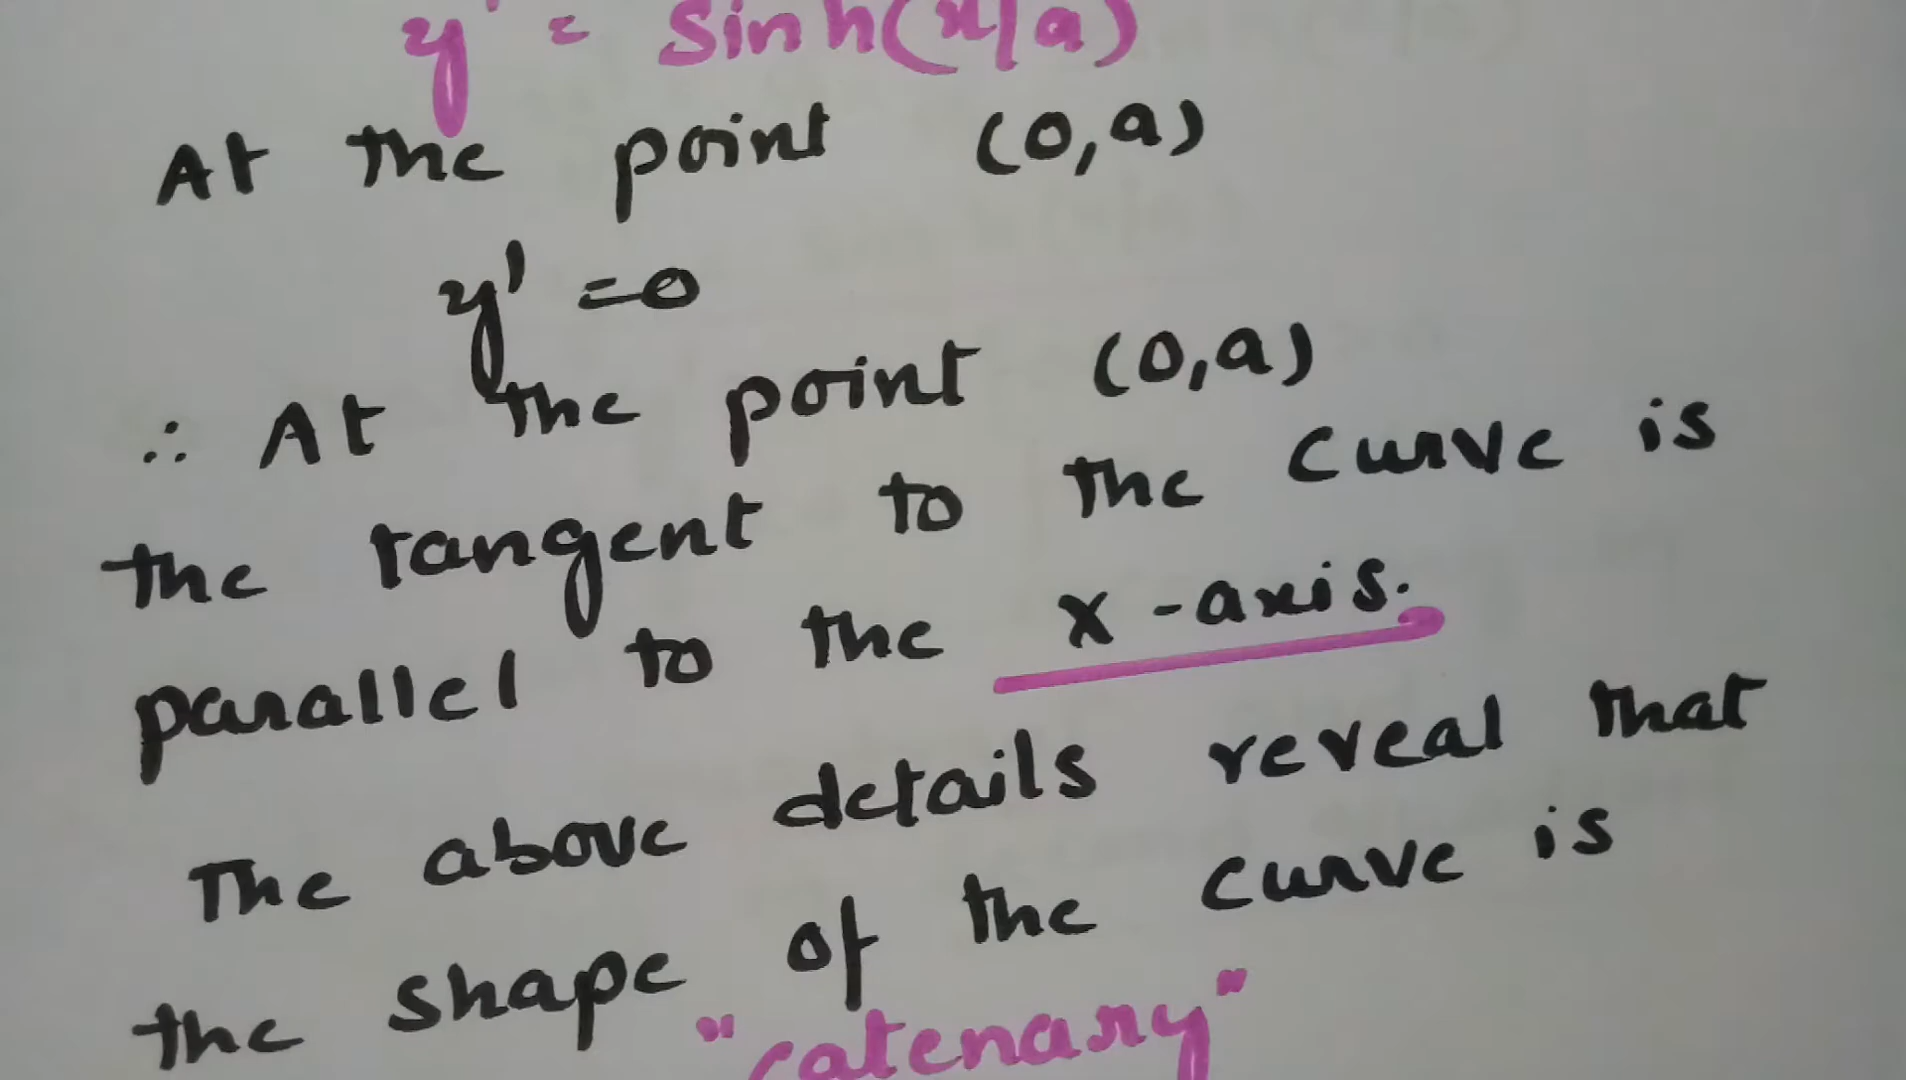 y' = Sinh(x/a)
At the point (0,a)
y' = 0
∴ At the point (0,a)
the tangent to the curve is
parallel to the x-axis.
The above details reveal that
the shape of the curve is
"catenary"